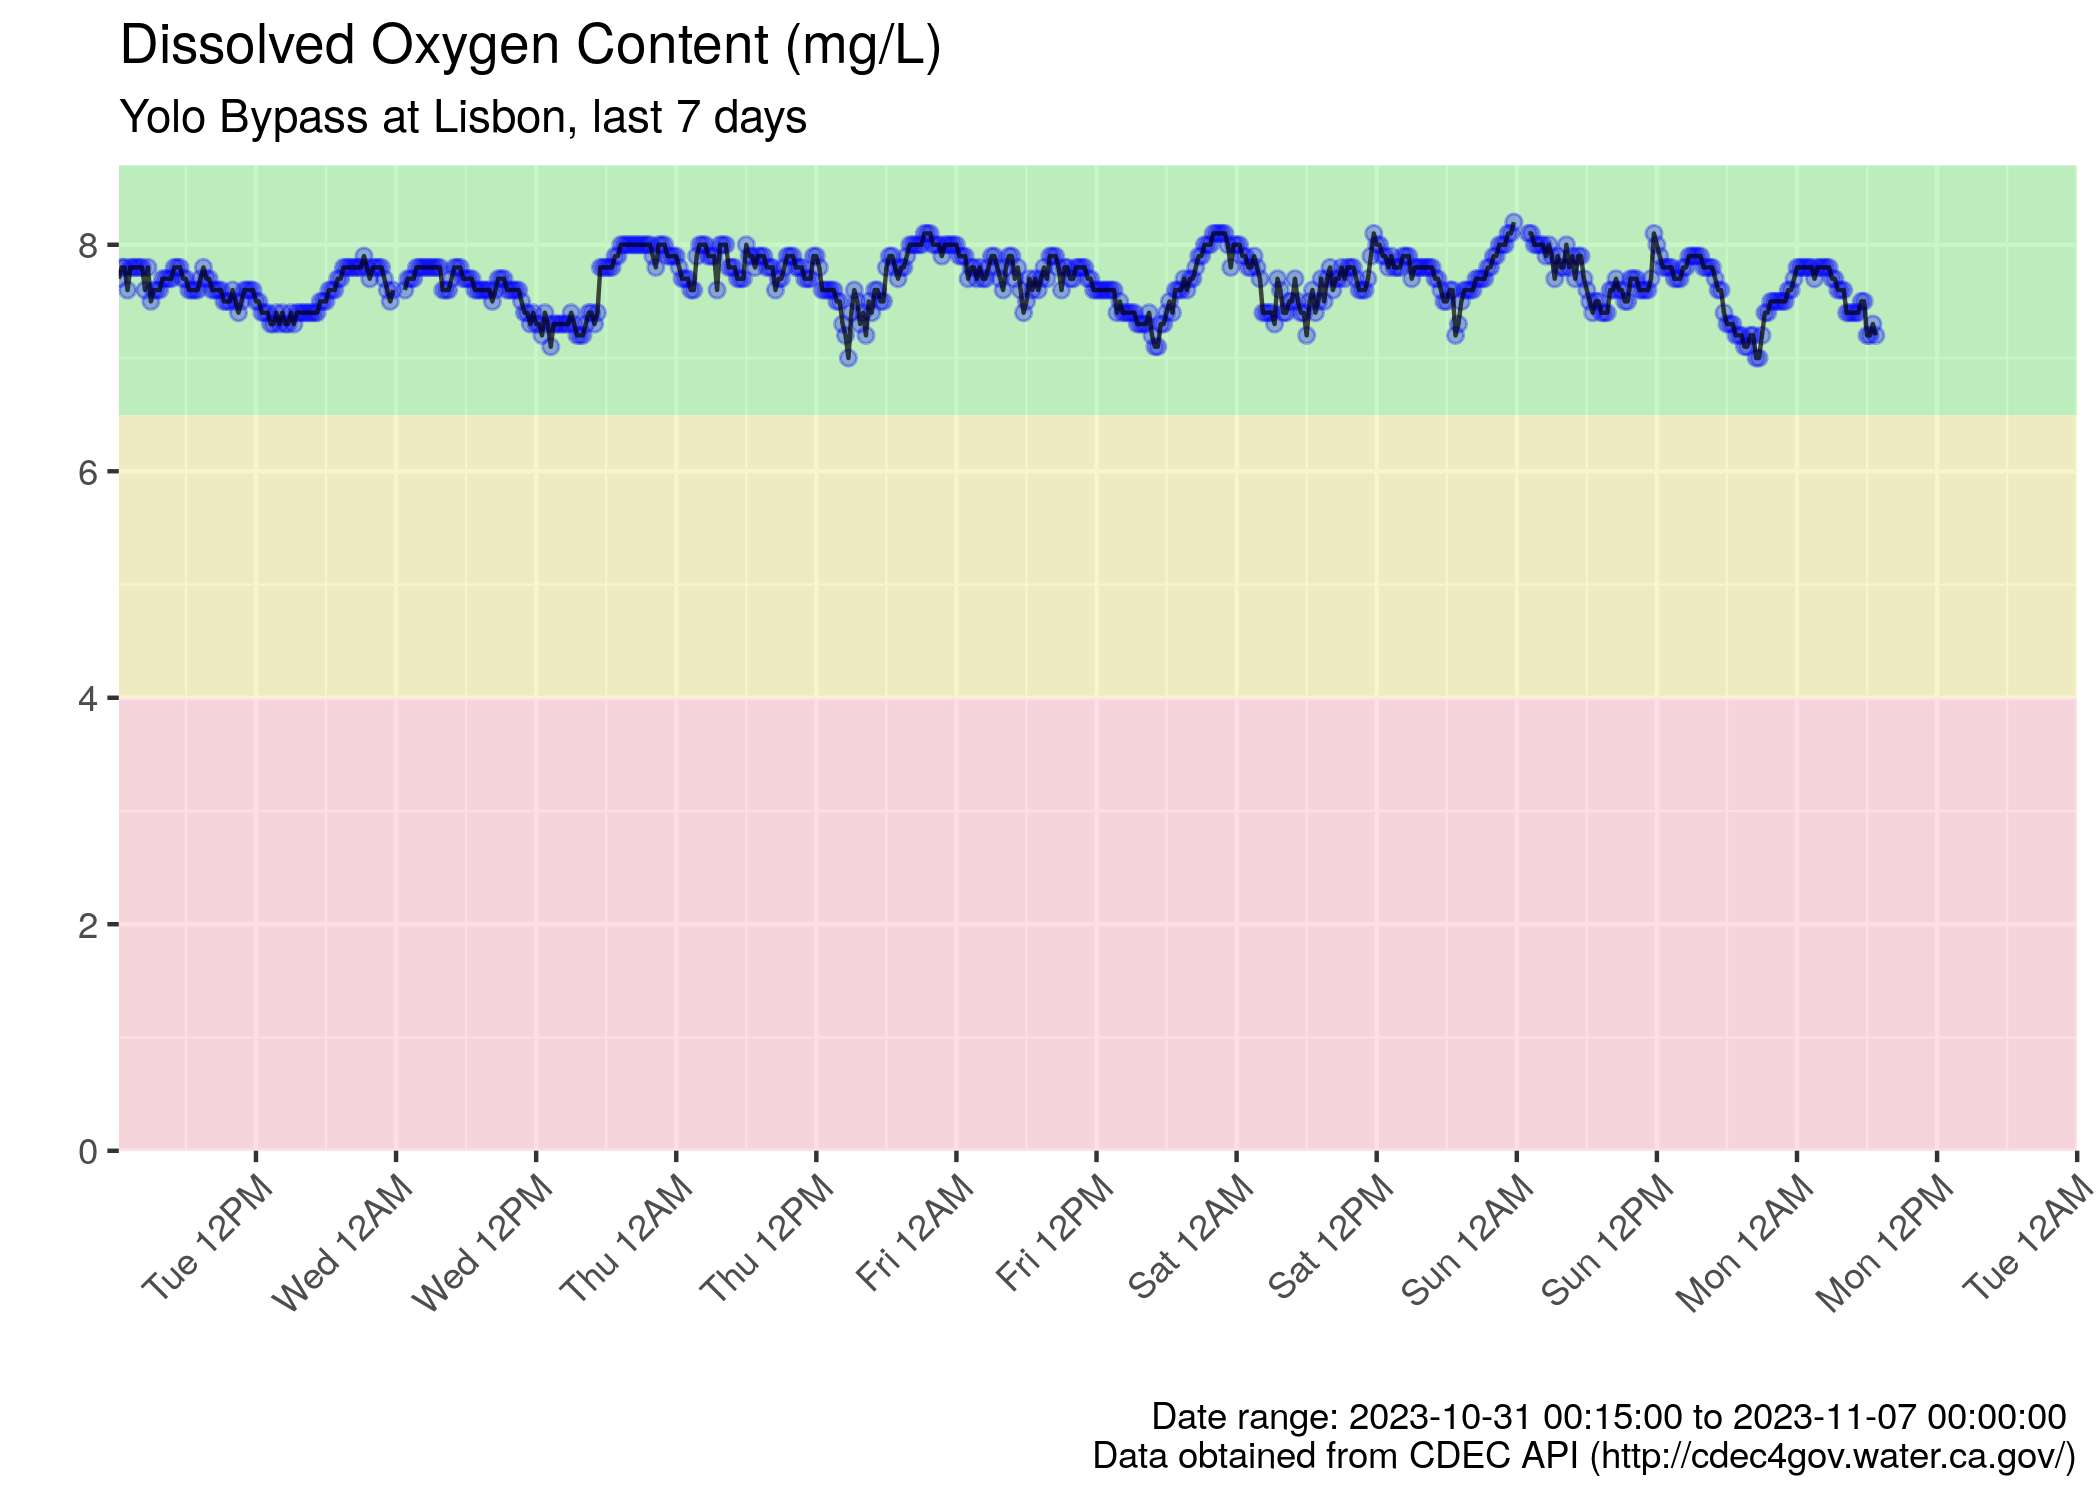 Dissolved Oxygen Content (mg/L)
Yolo Bypass at Lisbon, last 7 days
8
6
4
2
0
Tue 12PM
Wed 12AM
Wed 12PM
Thu 12AM
Thu 12PM
Fri 12AM
Fri 12PM
Sat 12AM
Sat 12PM
Sun 12AM
Sun 12PM
Mon 12AM
Mon 12PM
Tue 12AM
Date range: 2023-10-31 00:15:00 to 2023-11-07 00:00:00
Data obtained from CDEC API (http://cdec4gov.water.ca.gov/)